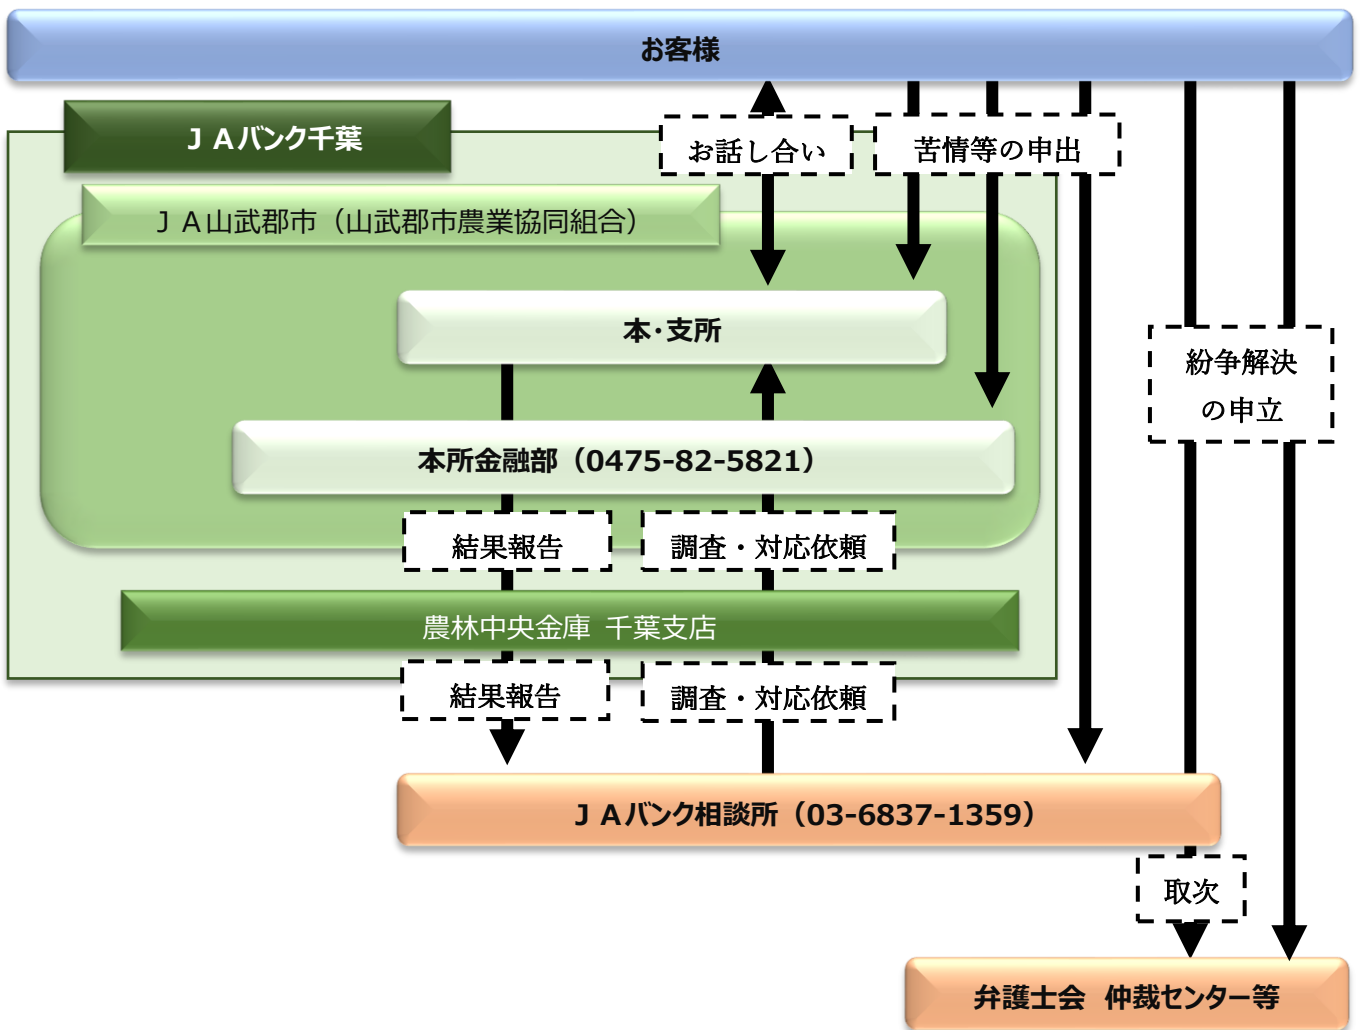 お客様
ＪＡバンク千葉
お話し合い
苦情等の申出
ＪＡ山武郡市（山武郡市農業協同組合）
本・支所
紛争解決
の申立
本所金融部（0475-82-5821）
結果報告
調査・対応依頼
農林中央金庫 千葉支店
結果報告
調査・対応依頼
ＪＡバンク相談所（03-6837-1359）
取次
弁護士会 仲裁センター等